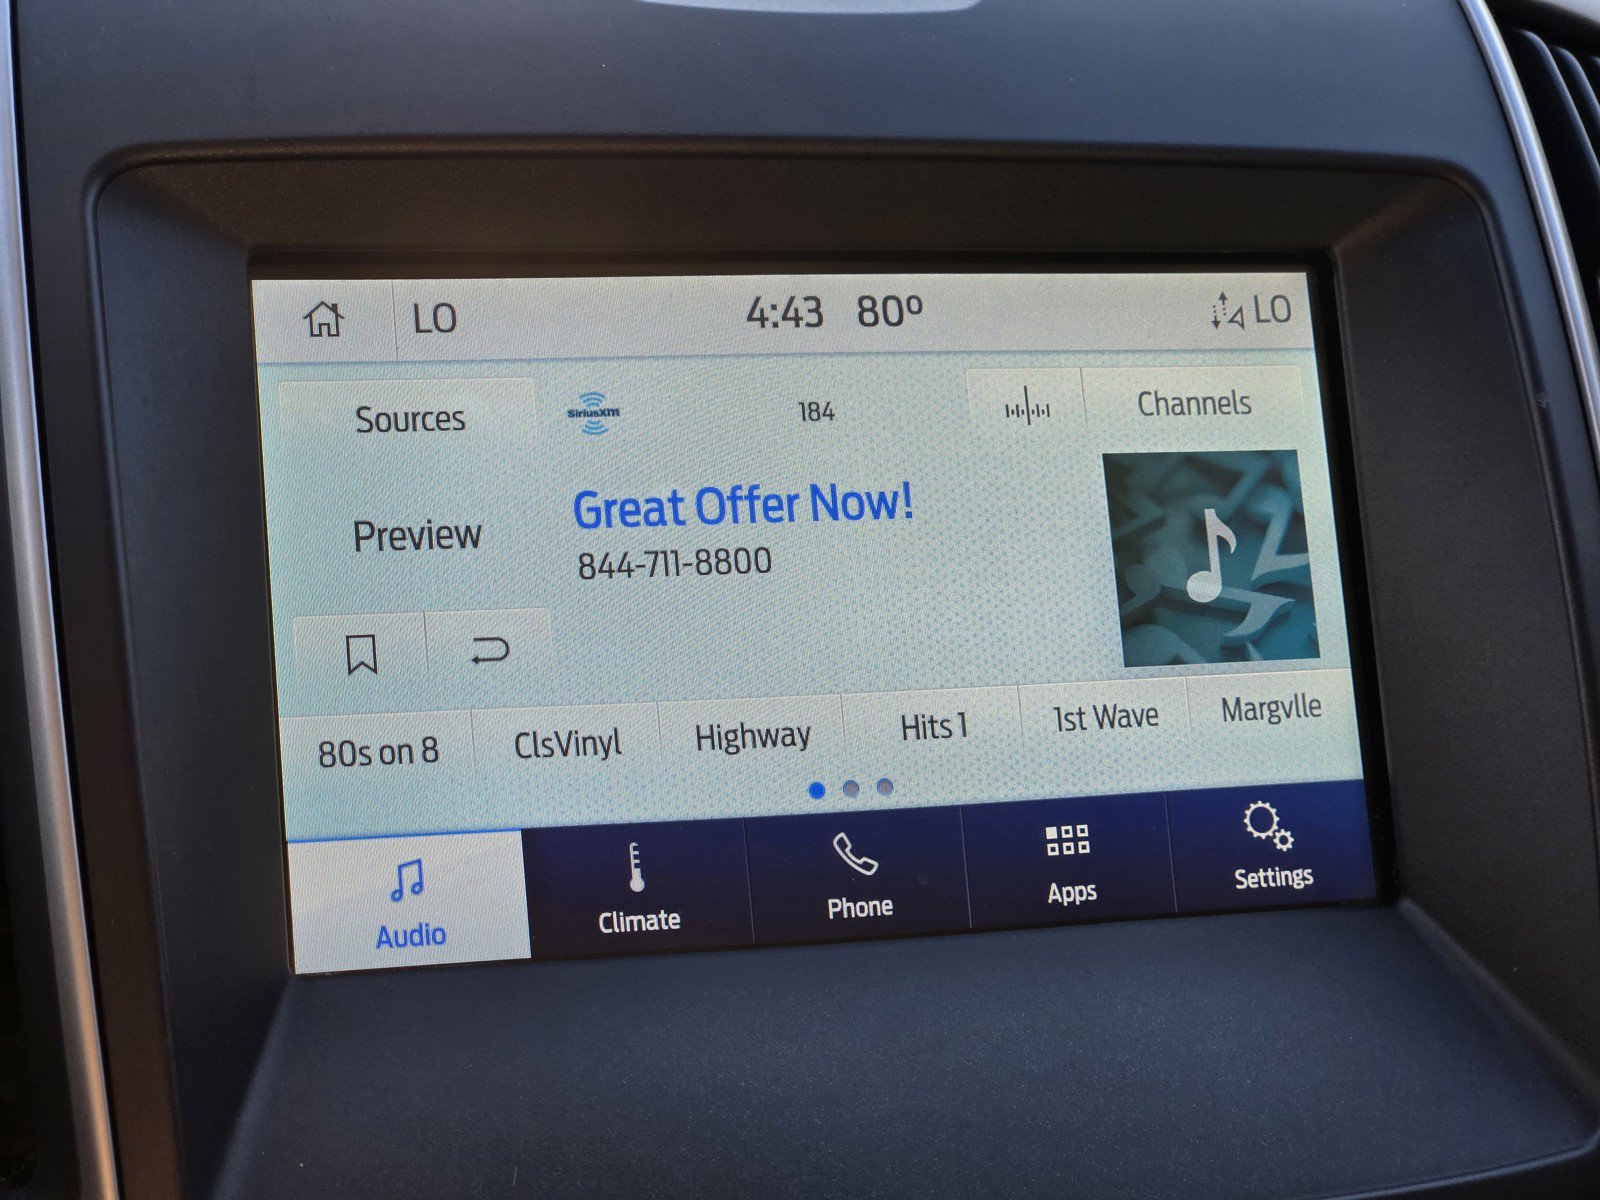 LO 4:43 80° LO
Sources SiriusXM 184 Channels
Great Offer Now!
Preview
844-711-8800
80s on 8 ClsVinyl Highway Hits 1 1st Wave Margvlle
Audio Climate Phone Apps Settings